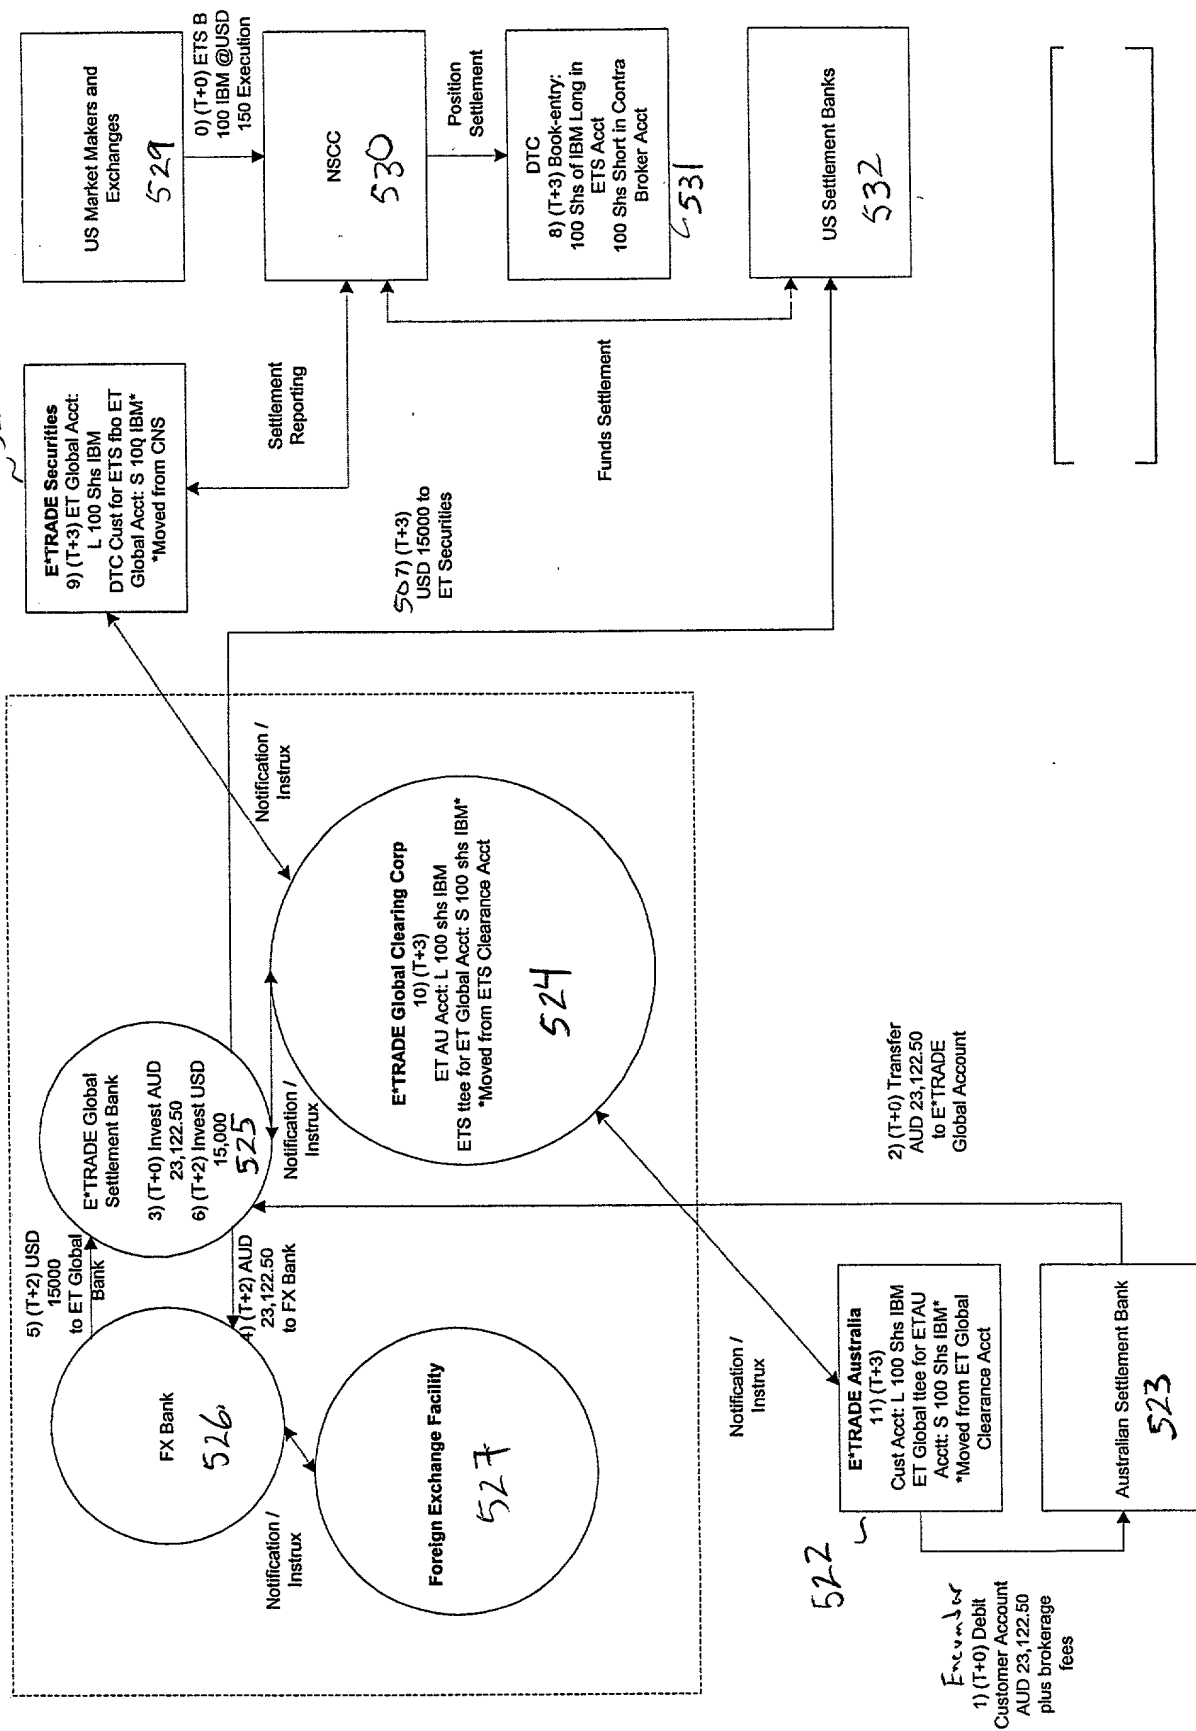 5) (T+2) USD
15000
to ET Global
Bank
FX Bank
526
E*TRADE Global
Settlement Bank
3) (T+0) Invest AUD
23,122.50
6) (T+2) Invest USD
15,000
525
4) (T+2) AUD
23,122.50
to FX Bank
Notification /
Instrux
Foreign Exchange Facility
527
Notification /
Instrux
E*TRADE Global Clearing Corp
10) (T+3)
ET AU Acct: L 100 shs IBM
ETS ttee for ET Global Acct: S 100 shs IBM*
*Moved from ETS Clearance Acct
524
Notification /
Instrux
E*TRADE Securities
9) (T+3) ET Global Acct:
L 100 Shs IBM
DTC Cust for ETS fbo ET
Global Acct: S 100 IBM*
*Moved from CNS
US Market Makers and
Exchanges
529
0) (T+0) ETS B
100 IBM @USD
150 Execution
Settlement
Reporting
NSCC
530
507) (T+3)
USD 15000 to
ET Securities
Position
Settlement
DTC
8) (T+3) Book-entry:
100 Shs of IBM Long in
ETS Acct
100 Shs Short in Contra
Broker Acct
531
Funds Settlement
US Settlement Banks
532
Notification /
Instrux
522
E*TRADE Australia
11) (T+3)
Cust Acct: L 100 Shs IBM
ET Global ttee for ETAU
Acctt: S 100 Shs IBM*
*Moved from ET Global
Clearance Acct
2) (T+0) Transfer
AUD 23,122.50
to E*TRADE
Global Account
Encumber
1) (T+0) Debit
Customer Account
AUD 23,122.50
plus brokerage
fees
Australian Settlement Bank
523